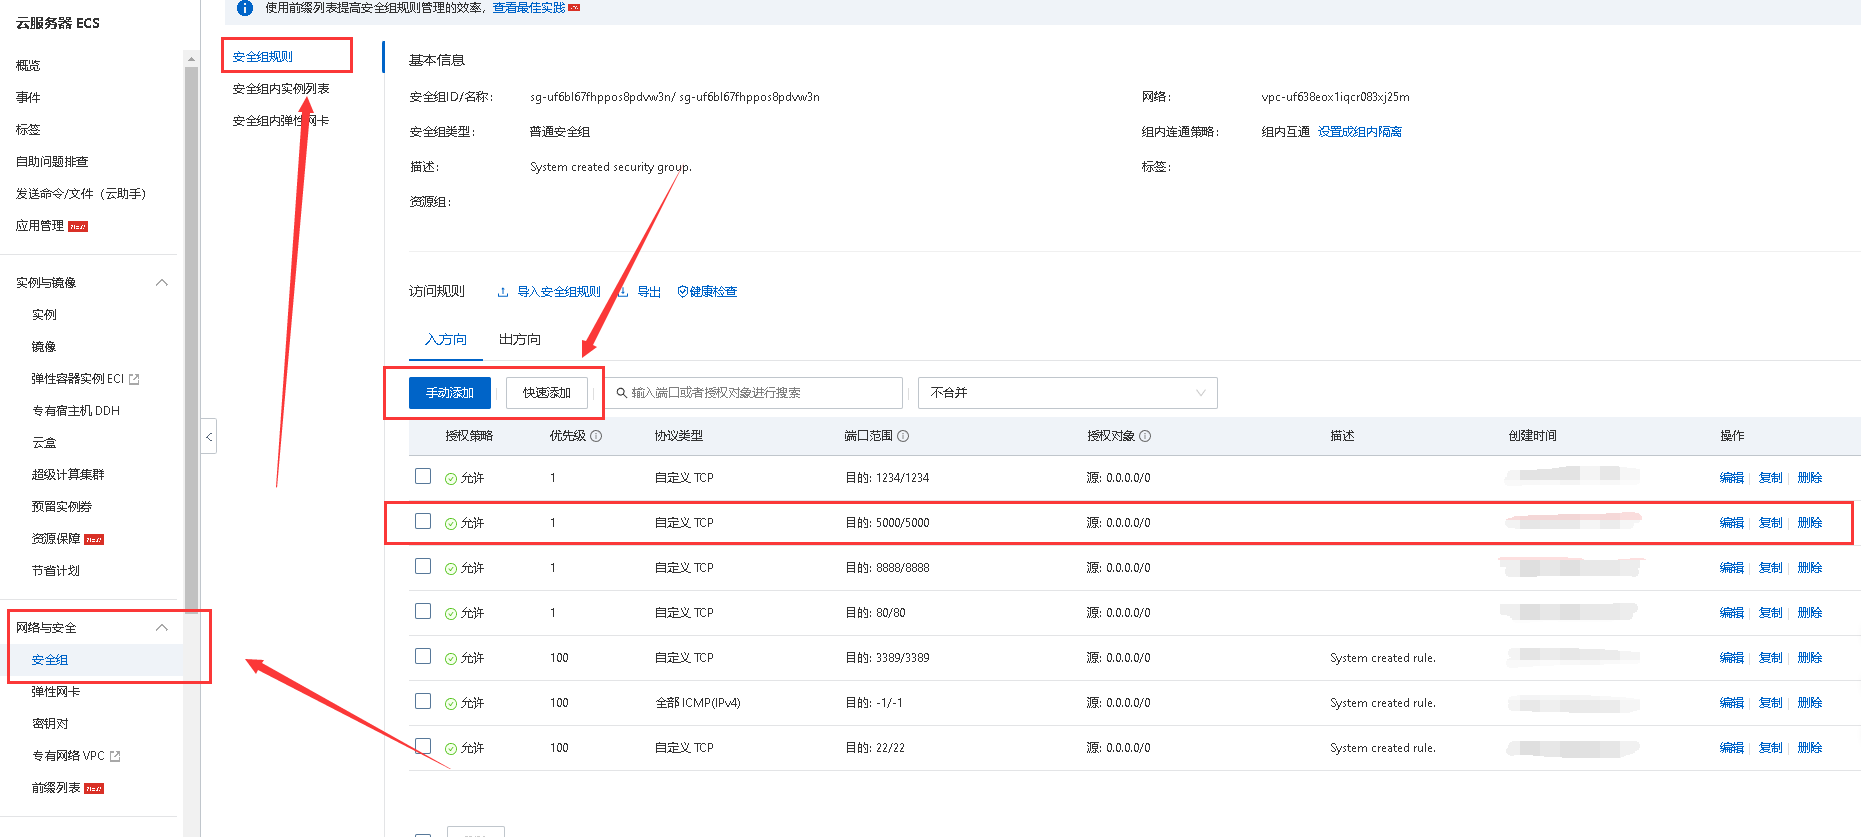 云服务器 ECS
概览
事件
标签
自助问题排查
发送命令/文件（云助手）
应用管理 NEW
实例与镜像
实例
镜像
弹性容器实例 ECI
专有宿主机 DDH
云盒
超级计算集群
预留实例券
资源保障 NEW
节省计划
网络与安全
安全组
弹性网卡
密钥对
专有网络 VPC
前缀列表 NEW
使用前缀列表提高安全组规则管理的效率，查看最佳实践
安全组规则
安全组内实例列表
安全组内弹性网卡
基本信息
安全组ID/名称： sg-uf6bl67fhppos8pdvw3n/ sg-uf6bl67fhppos8pdvw3n 网络： vpc-uf638eox1iqcr083xj25m
安全组类型： 普通安全组 组内连通策略： 组内互通 设置成组内隔离
描述： System created security group. 标签：
资源组：
访问规则 导入安全组规则 导出 健康检查
入方向 出方向
手动添加 快速添加 输入端口或者授权对象进行搜索 不合并
授权策略 优先级 协议类型 端口范围 授权对象 描述 创建时间 操作
允许 1 自定义 TCP 目的: 1234/1234 源: 0.0.0.0/0 编辑 复制 删除
允许 1 自定义 TCP 目的: 5000/5000 源: 0.0.0.0/0 编辑 复制 删除
允许 1 自定义 TCP 目的: 8888/8888 源: 0.0.0.0/0 编辑 复制 删除
允许 1 自定义 TCP 目的: 80/80 源: 0.0.0.0/0 编辑 复制 删除
允许 100 自定义 TCP 目的: 3389/3389 源: 0.0.0.0/0 System created rule. 编辑 复制 删除
允许 100 全部 ICMP(IPv4) 目的: -1/-1 源: 0.0.0.0/0 System created rule. 编辑 复制 删除
允许 100 自定义 TCP 目的: 22/22 源: 0.0.0.0/0 System created rule. 编辑 复制 删除